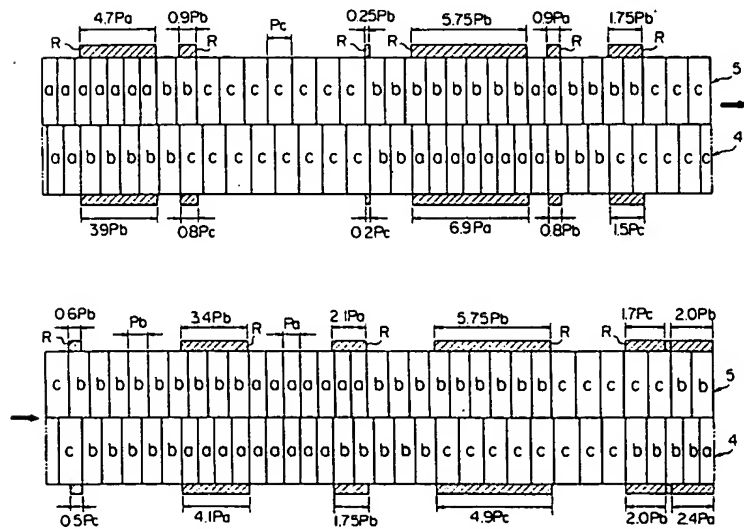 4.7Pa 0.9Pb Pc 0.25Pb 5.75Pb 0.9Pa 1.75Pb
R R R R R R
a a a a a a a b b c c c c c c c b b b b b b b b a a b b b b c c c 5
a a b b b b b c c c c c c c c b b a a a a a a a a b b b c c c c c 4
39Pb 0.8Pc 0.2Pc 6.9Pa 0.8Pb 1.5Pc
0.6Pb Pb 3.4Pb Pa 2.1Pa 5.75Pb 1.7Pc 2.0Pb
R R R R R
c b b b b b b b b b a a a a a a a b b b b b b b b b c c c c c b b 5
c b b b b b a a a a a a a a a b b b b b c c c c c c c c b b b b a 4
0.5Pc 4.1Pa 1.75Pb 4.9Pc 2.0Pb 2.4Pa